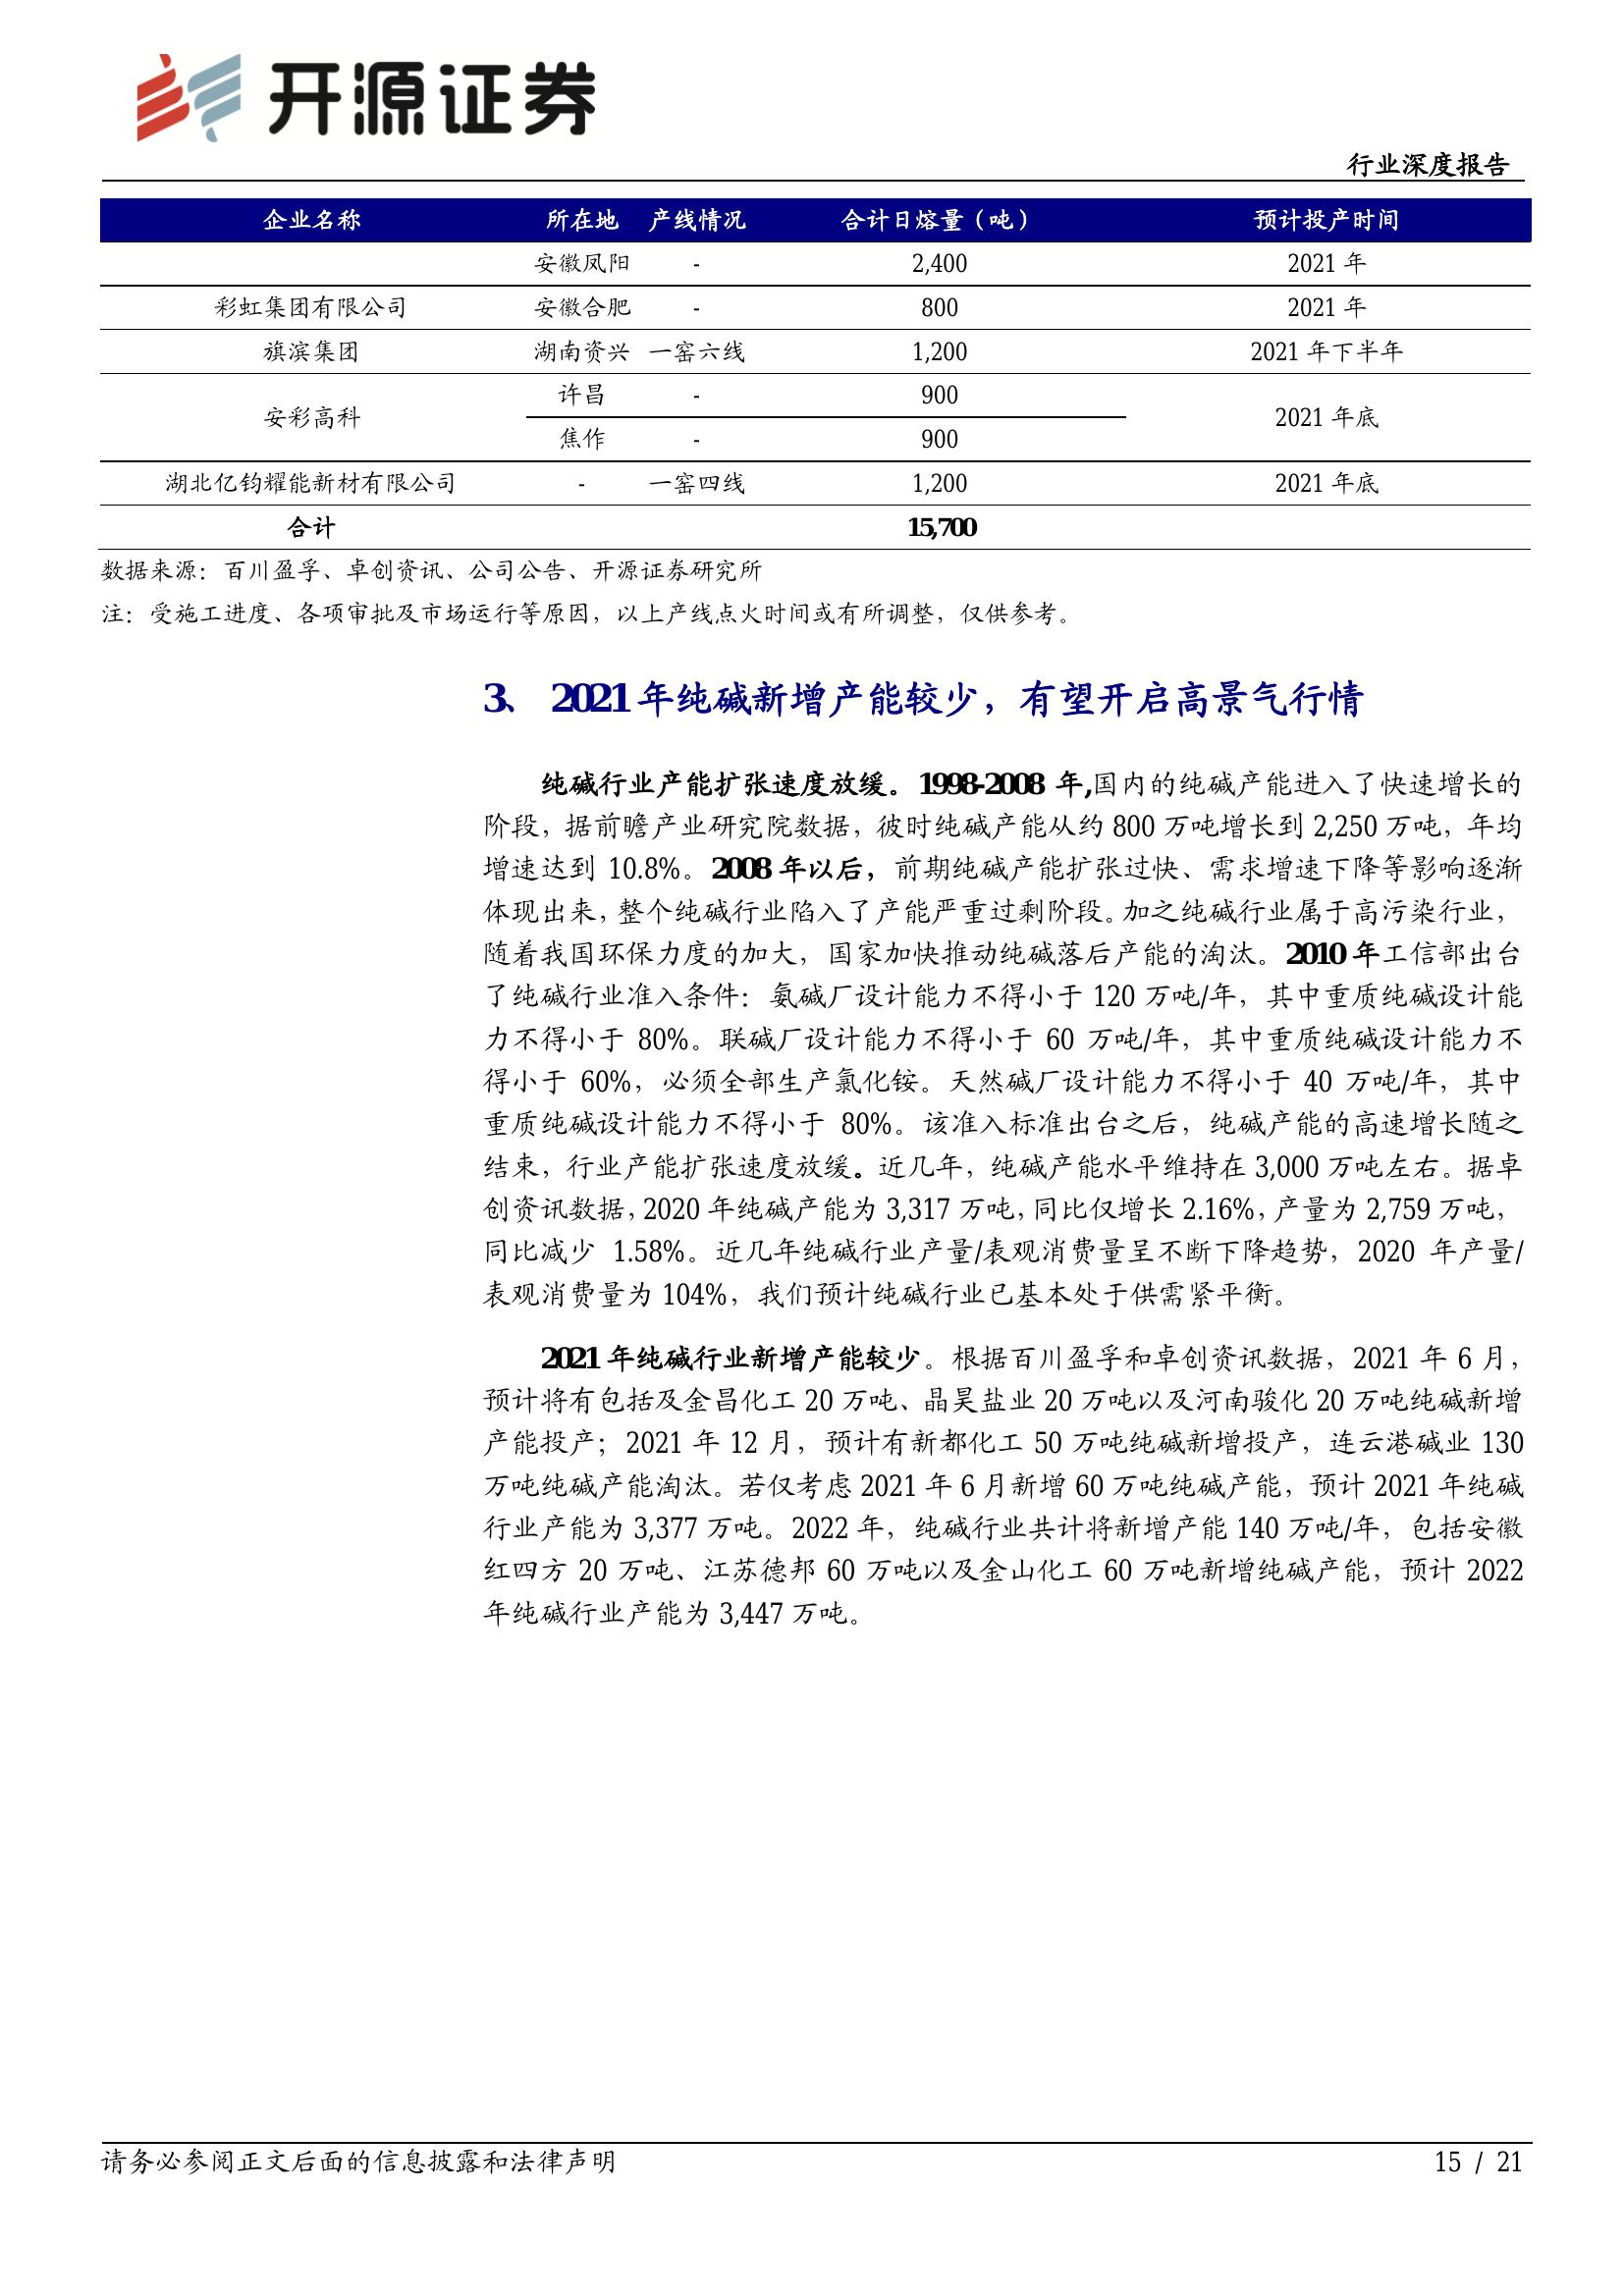 开源证券
行业深度报告
企业名称 所在地 产线情况 合计日熔量（吨） 预计投产时间
安徽凤阳 - 2,400 2021 年
彩虹集团有限公司 安徽合肥 - 800 2021 年
旗滨集团 湖南资兴 一窑六线 1,200 2021 年下半年
安彩高科 许昌 - 900 2021 年底
焦作 - 900
湖北亿钧耀能新材有限公司 - 一窑四线 1,200 2021 年底
合计 15,700
数据来源：百川盈孚、卓创资讯、公司公告、开源证券研究所
注：受施工进度、各项审批及市场运行等原因，以上产线点火时间或有所调整，仅供参考。
3、 2021 年纯碱新增产能较少，有望开启高景气行情
纯碱行业产能扩张速度放缓。1998-2008 年,国内的纯碱产能进入了快速增长的
阶段，据前瞻产业研究院数据，彼时纯碱产能从约 800 万吨增长到 2,250 万吨，年均
增速达到 10.8%。2008 年以后，前期纯碱产能扩张过快、需求增速下降等影响逐渐
体现出来，整个纯碱行业陷入了产能严重过剩阶段。加之纯碱行业属于高污染行业，
随着我国环保力度的加大，国家加快推动纯碱落后产能的淘汰。2010 年工信部出台
了纯碱行业准入条件：氨碱厂设计能力不得小于 120 万吨/年，其中重质纯碱设计能
力不得小于 80%。联碱厂设计能力不得小于 60 万吨/年，其中重质纯碱设计能力不
得小于 60%，必须全部生产氯化铵。天然碱厂设计能力不得小于 40 万吨/年，其中
重质纯碱设计能力不得小于 80%。该准入标准出台之后，纯碱产能的高速增长随之
结束，行业产能扩张速度放缓。近几年，纯碱产能水平维持在 3,000 万吨左右。据卓
创资讯数据，2020 年纯碱产能为 3,317 万吨，同比仅增长 2.16%，产量为 2,759 万吨，
同比减少 1.58%。近几年纯碱行业产量/表观消费量呈不断下降趋势，2020 年产量/
表观消费量为 104%，我们预计纯碱行业已基本处于供需紧平衡。
2021 年纯碱行业新增产能较少。根据百川盈孚和卓创资讯数据，2021 年 6 月，
预计将有包括及金昌化工 20 万吨、晶昊盐业 20 万吨以及河南骏化 20 万吨纯碱新增
产能投产；2021 年 12 月，预计有新都化工 50 万吨纯碱新增投产，连云港碱业 130
万吨纯碱产能淘汰。若仅考虑 2021 年 6 月新增 60 万吨纯碱产能，预计 2021 年纯碱
行业产能为 3,377 万吨。2022 年，纯碱行业共计将新增产能 140 万吨/年，包括安徽
红四方 20 万吨、江苏德邦 60 万吨以及金山化工 60 万吨新增纯碱产能，预计 2022
年纯碱行业产能为 3,447 万吨。
请务必参阅正文后面的信息披露和法律声明 15 / 21